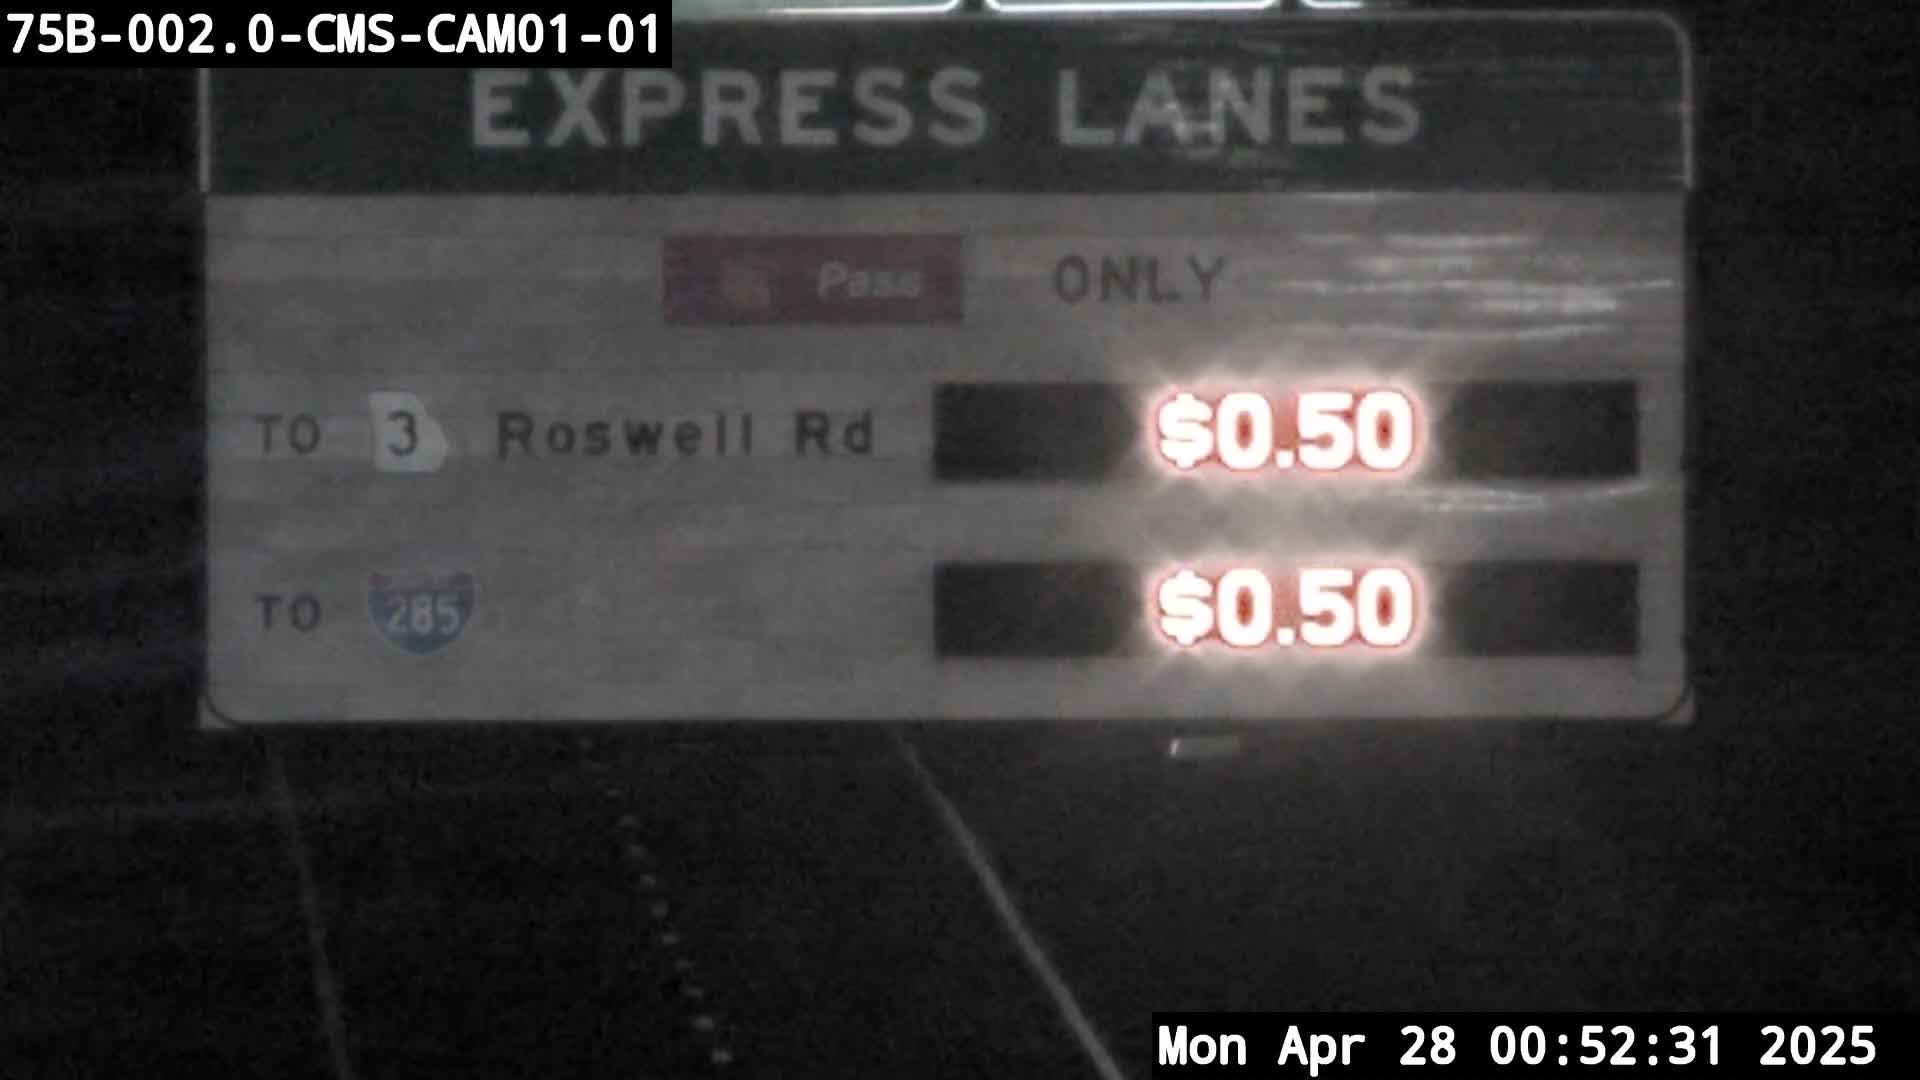 75B-002.0-CMS-CAM01-01
EXPRESS LANES
Pass ONLY
TO 3 Roswell Rd $0.50
TO 285 $0.50
Mon Apr 28 00:52:31 2025